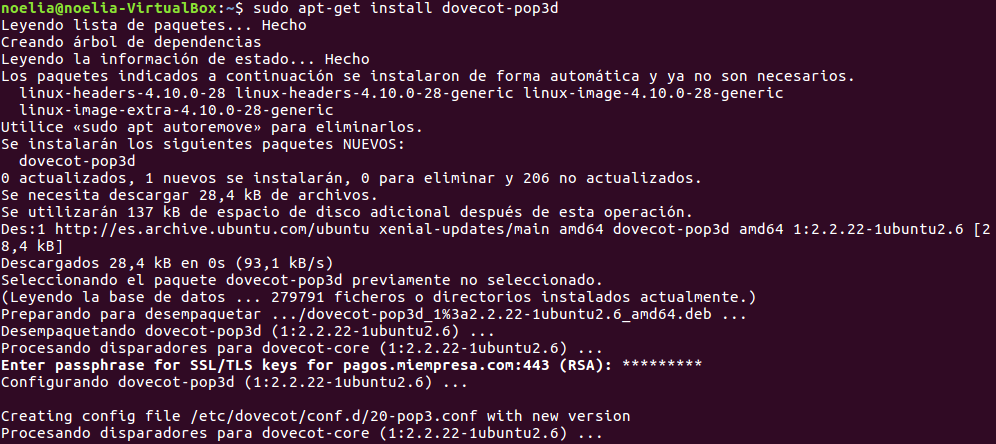 noelia@noelia-VirtualBox:~$ sudo apt-get install dovecot-pop3d
Leyendo lista de paquetes... Hecho
Creando árbol de dependencias
Leyendo la información de estado... Hecho
Los paquetes indicados a continuación se instalaron de forma automática y ya no son necesarios.
  linux-headers-4.10.0-28 linux-headers-4.10.0-28-generic linux-image-4.10.0-28-generic
  linux-image-extra-4.10.0-28-generic
Utilice «sudo apt autoremove» para eliminarlos.
Se instalarán los siguientes paquetes NUEVOS:
  dovecot-pop3d
0 actualizados, 1 nuevos se instalarán, 0 para eliminar y 206 no actualizados.
Se necesita descargar 28,4 kB de archivos.
Se utilizarán 137 kB de espacio de disco adicional después de esta operación.
Des:1 http://es.archive.ubuntu.com/ubuntu xenial-updates/main amd64 dovecot-pop3d amd64 1:2.2.22-1ubuntu2.6 [2
8,4 kB]
Descargados 28,4 kB en 0s (93,1 kB/s)
Seleccionando el paquete dovecot-pop3d previamente no seleccionado.
(Leyendo la base de datos ... 279791 ficheros o directorios instalados actualmente.)
Preparando para desempaquetar .../dovecot-pop3d_1%3a2.2.22-1ubuntu2.6_amd64.deb ...
Desempaquetando dovecot-pop3d (1:2.2.22-1ubuntu2.6) ...
Procesando disparadores para dovecot-core (1:2.2.22-1ubuntu2.6) ...
Enter passphrase for SSL/TLS keys for pagos.miempresa.com:443 (RSA): *********
Configurando dovecot-pop3d (1:2.2.22-1ubuntu2.6) ...

Creating config file /etc/dovecot/conf.d/20-pop3.conf with new version
Procesando disparadores para dovecot-core (1:2.2.22-1ubuntu2.6) ...